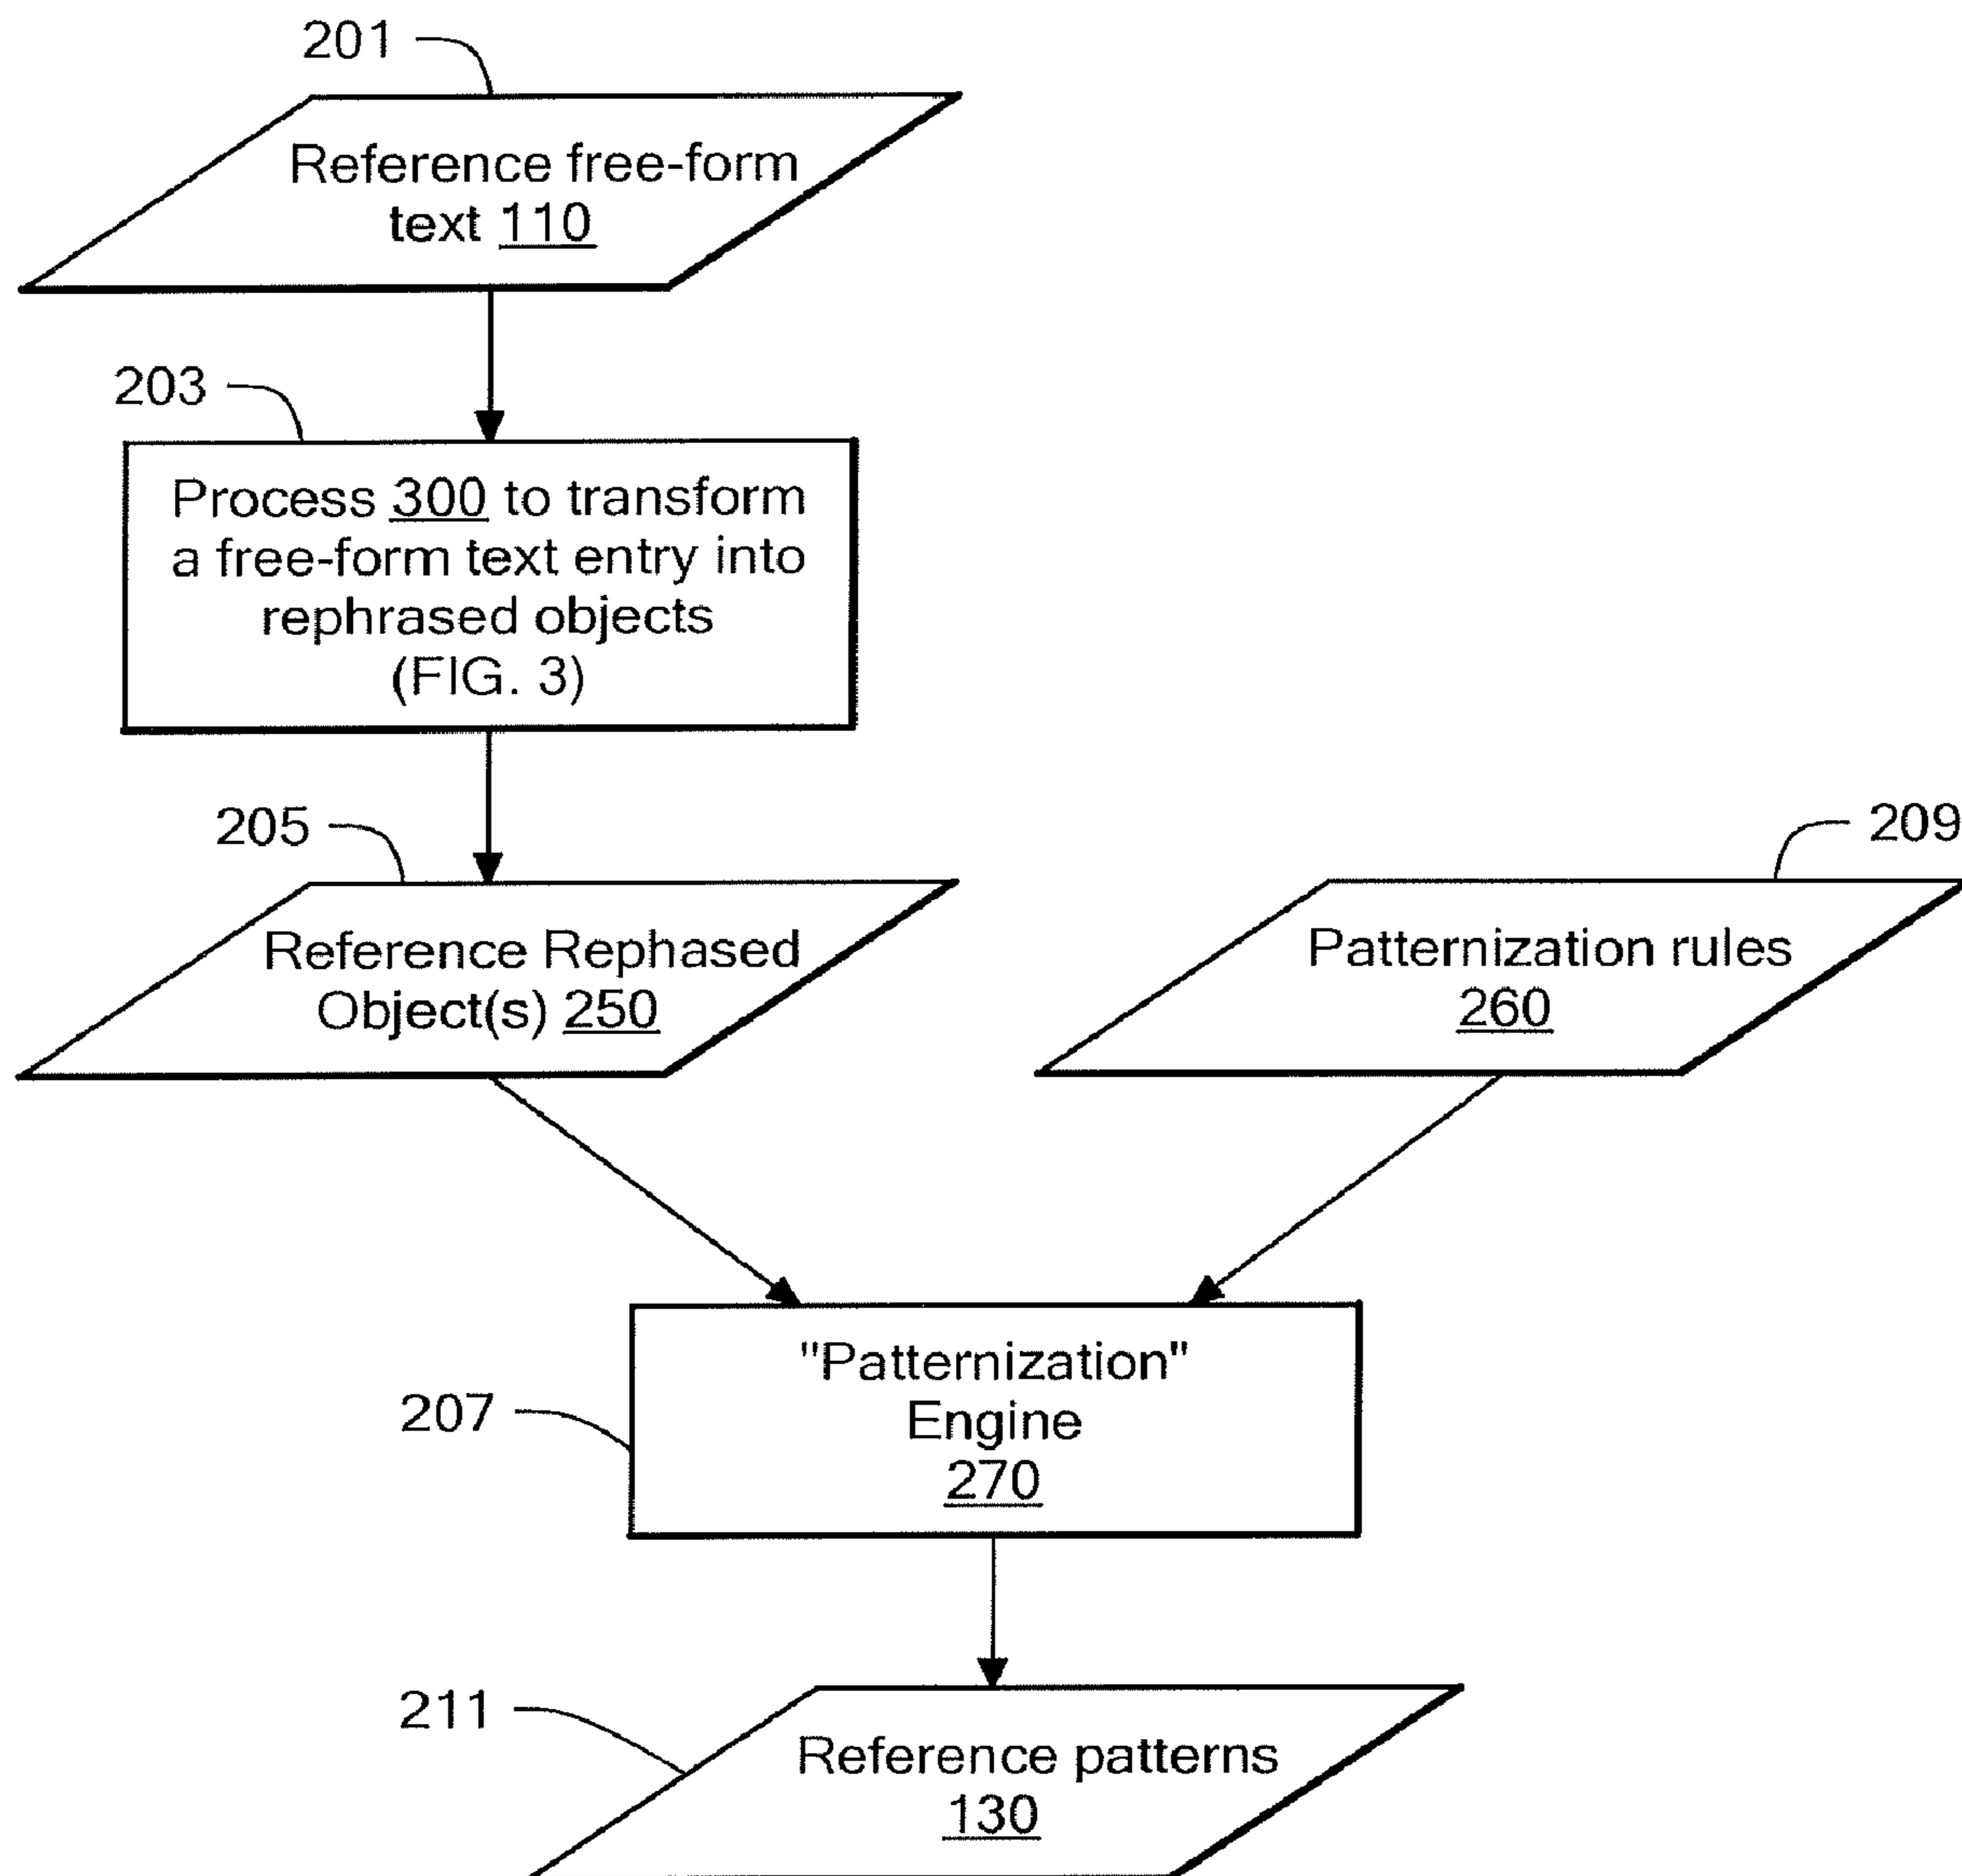 201
Reference free-form
text 110
203
Process 300 to transform
a free-form text entry into
rephrased objects
(FIG. 3)
205
209
Reference Rephased
Object(s) 250
Patternization rules
260
207
"Patternization"
Engine
270
211
Reference patterns
130